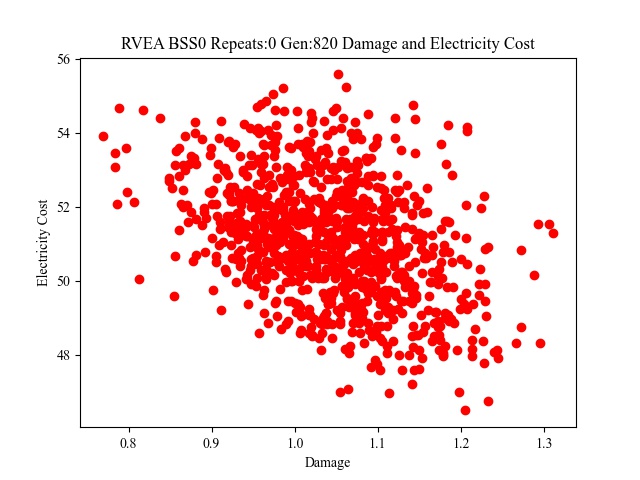 RVEA BSS0 Repeats:0 Gen:820 Damage and Electricity Cost
56
54
52
50
48
Electricity Cost
0.8 0.9 1.0 1.1 1.2 1.3
Damage